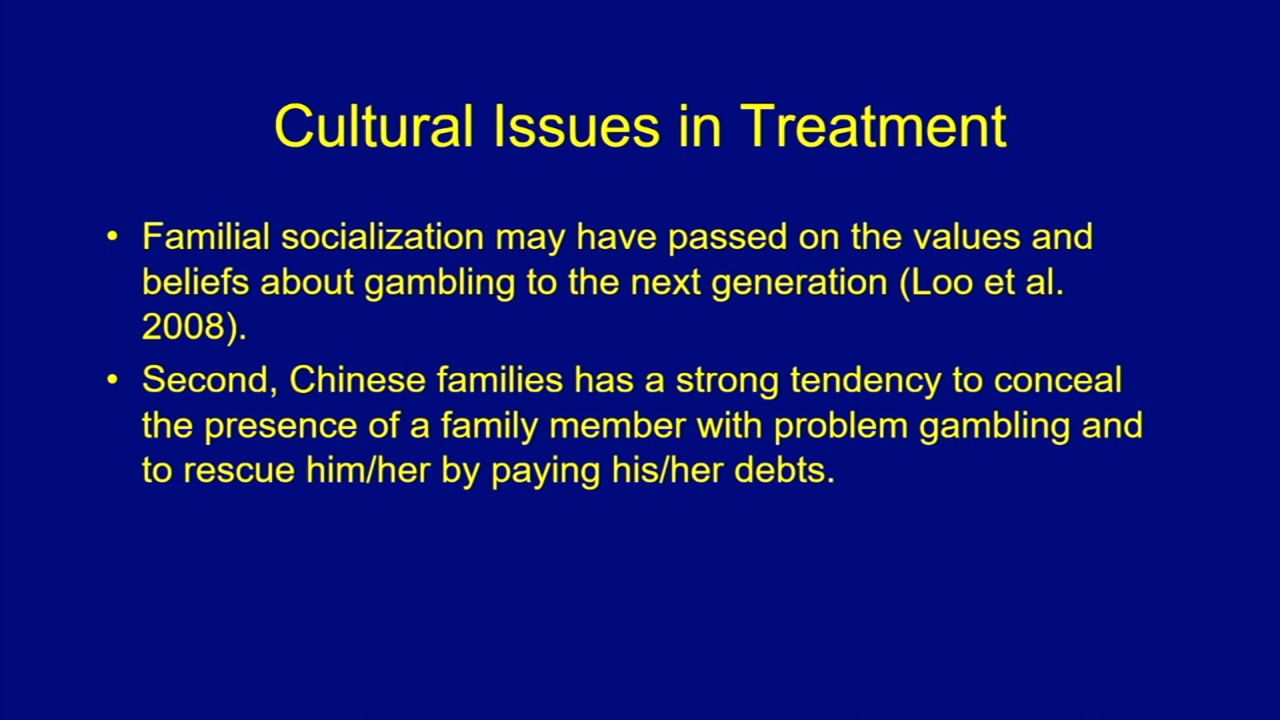 Cultural Issues in Treatment
• Familial socialization may have passed on the values and
beliefs about gambling to the next generation (Loo et al.
2008).
• Second, Chinese families has a strong tendency to conceal
the presence of a family member with problem gambling and
to rescue him/her by paying his/her debts.